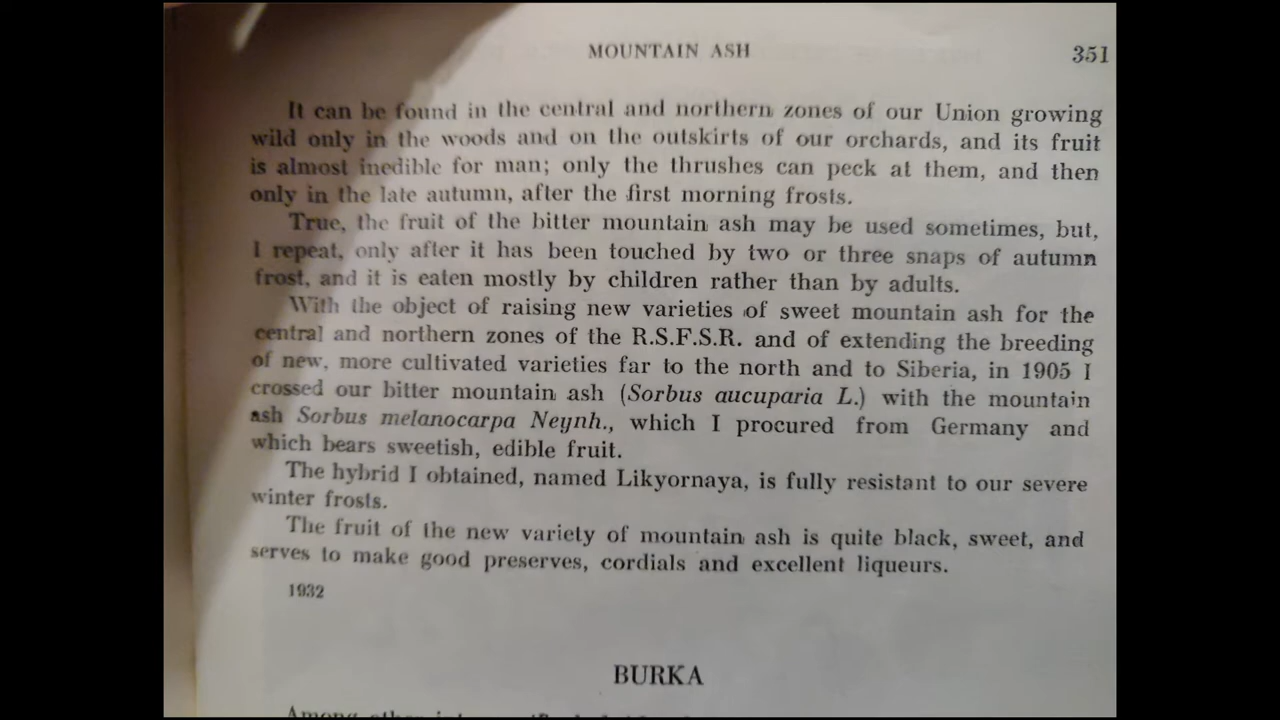 MOUNTAIN ASH 351
It can be found in the central and northern zones of our Union growing
wild only in the woods and on the outskirts of our orchards, and its fruit
is almost inedible for man; only the thrushes can peck at them, and then
only in the late autumn, after the first morning frosts.
True, the fruit of the bitter mountain ash may be used sometimes, but,
I repeat, only after it has been touched by two or three snaps of autumn
frost, and it is eaten mostly by children rather than by adults.
With the object of raising new varieties of sweet mountain ash for the
central and northern zones of the R.S.F.S.R. and of extending the breeding
of new, more cultivated varieties far to the north and to Siberia, in 1905 I
crossed our bitter mountain ash (Sorbus aucuparia L.) with the mountain
ash Sorbus melanocarpa Neynh., which I procured from Germany and
which bears sweetish, edible fruit.
The hybrid I obtained, named Likyornaya, is fully resistant to our severe
winter frosts.
The fruit of the new variety of mountain ash is quite black, sweet, and
serves to make good preserves, cordials and excellent liqueurs.
1932
BURKA
Among other